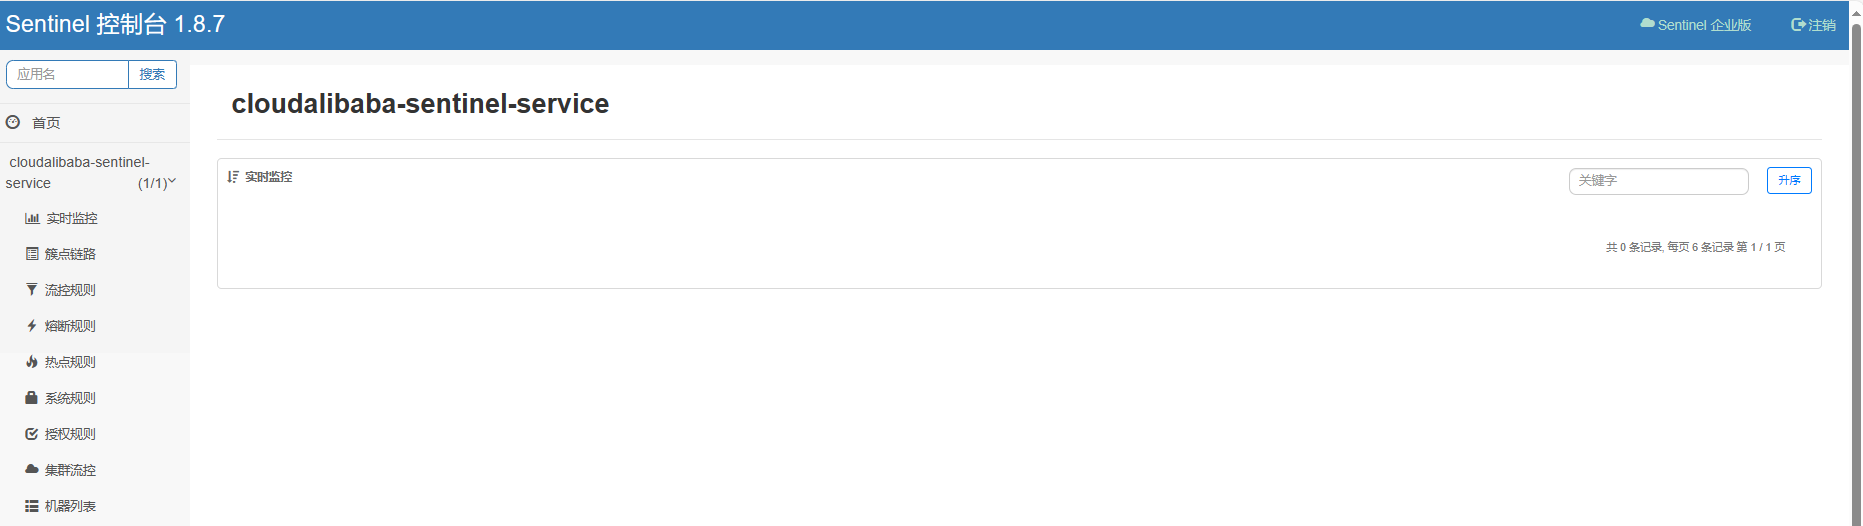 Sentinel 控制台 1.8.7
Sentinel 企业版
注销
应用名
搜索
首页
cloudalibaba-sentinel-
service (1/1)
实时监控
簇点链路
流控规则
熔断规则
热点规则
系统规则
授权规则
集群流控
机器列表
cloudalibaba-sentinel-service
实时监控
关键字
升序
共 0 条记录, 每页 6 条记录 第 1 / 1 页